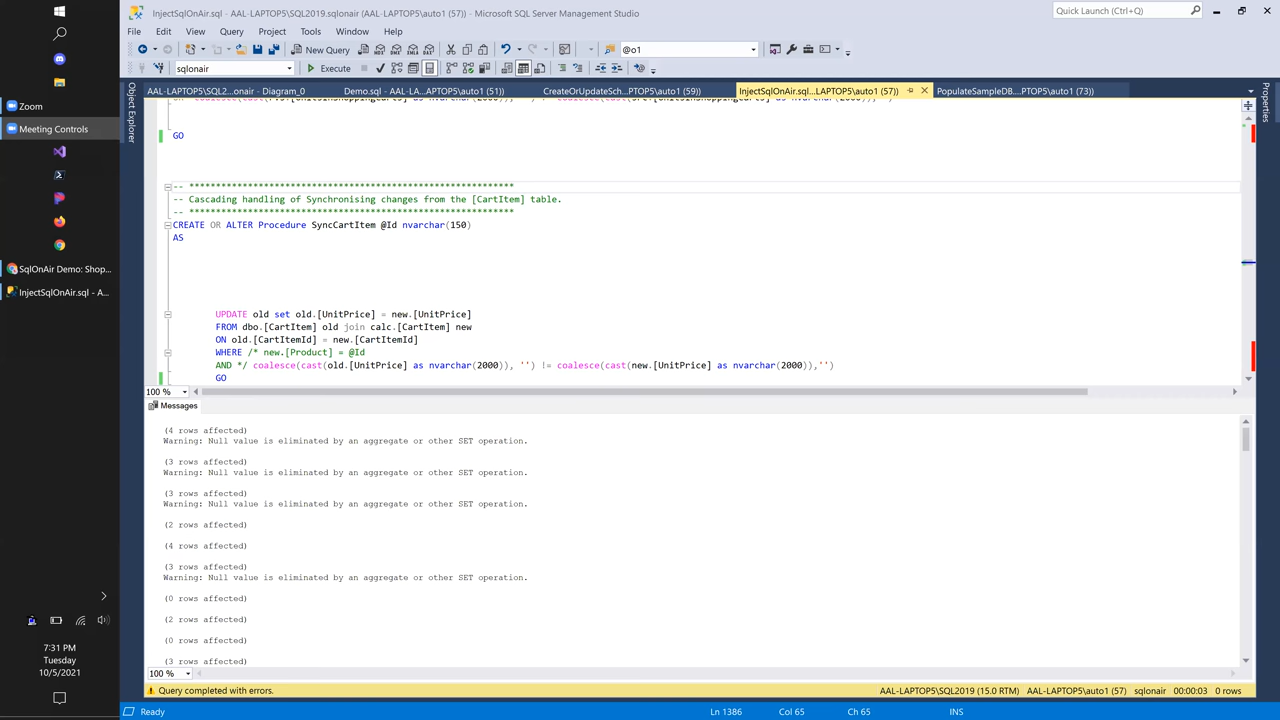 InjectSqlOnAir.sql - AAL-LAPTOP5\SQL2019.sqlonair (AAL-LAPTOP5\auto1 (57)) - Microsoft SQL Server Management Studio
Quick Launch (Ctrl+Q)
File Edit View Query Project Tools Window Help
New Query
MDX
DMX
XMLA
DAX
@o1
sqlonair
Execute
AAL-LAPTOP5\SQL2...onair - Diagram_0
Demo.sql - AAL-LA...PTOP5\auto1 (51))
CreateOrUpdateSch...PTOP5\auto1 (59))
InjectSqlOnAir.sql...LAPTOP5\auto1 (57))
PopulateSampleDB....PTOP5\auto1 (73))
Object Explorer
Properties
GO
-- *************************************************************
-- Cascading handling of Synchronising changes from the [CartItem] table.
-- *************************************************************
CREATE OR ALTER Procedure SyncCartItem @Id nvarchar(150)
AS
UPDATE old set old.[UnitPrice] = new.[UnitPrice]
FROM dbo.[CartItem] old join calc.[CartItem] new
ON old.[CartItemId] = new.[CartItemId]
WHERE /* new.[Product] = @Id
AND */ coalesce(cast(old.[UnitPrice] as nvarchar(2000)), '') != coalesce(cast(new.[UnitPrice] as nvarchar(2000)),'')
GO
100 %
Messages
(4 rows affected)
Warning: Null value is eliminated by an aggregate or other SET operation.
(3 rows affected)
Warning: Null value is eliminated by an aggregate or other SET operation.
(3 rows affected)
Warning: Null value is eliminated by an aggregate or other SET operation.
(2 rows affected)
(4 rows affected)
(3 rows affected)
Warning: Null value is eliminated by an aggregate or other SET operation.
(0 rows affected)
(2 rows affected)
(0 rows affected)
(3 rows affected)
100 %
Query completed with errors.
AAL-LAPTOP5\SQL2019 (15.0 RTM) AAL-LAPTOP5\auto1 (57) sqlonair 00:00:03 0 rows
Ready
Ln 1386 Col 65 Ch 65 INS
Zoom
Meeting Controls
SqlOnAir Demo: Shop...
InjectSqlOnAir.sql - A...
7:31 PM
Tuesday
10/5/2021